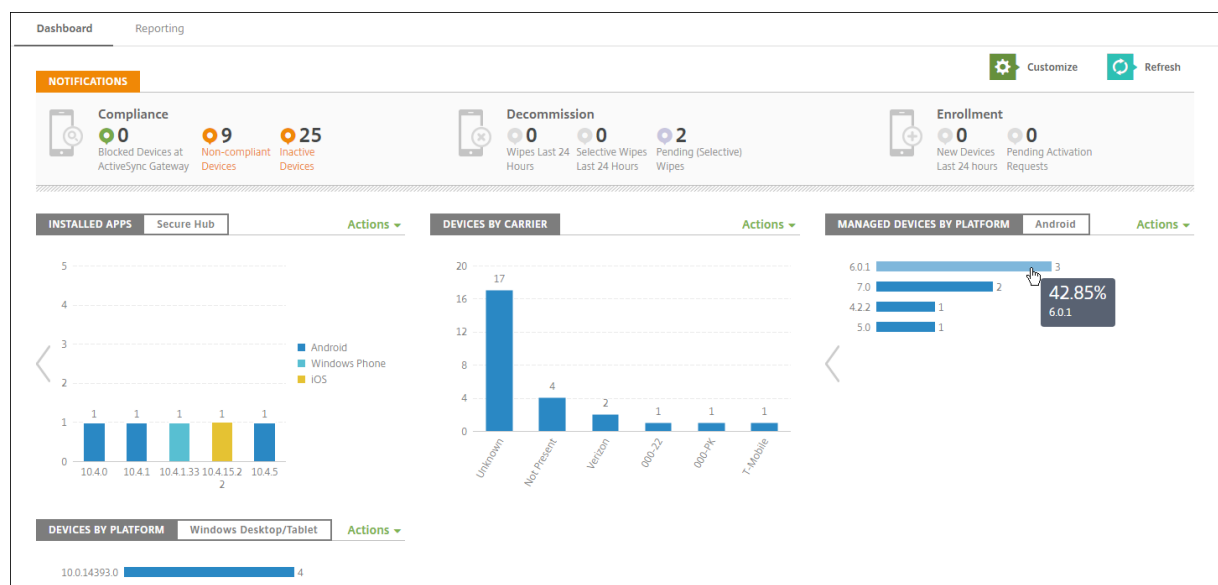 Dashboard Reporting
Customize Refresh
NOTIFICATIONS
Compliance
0 9 25
Blocked Devices at Non-compliant Inactive
ActiveSync Gateway Devices Devices
Decommission
0 0 2
Wipes Last 24 Selective Wipes Pending (Selective)
Hours Last 24 Hours Wipes
Enrollment
0 0
New Devices Pending Activation
Last 24 hours Requests
INSTALLED APPS Secure Hub Actions
5
4
3
2
1
0
1 1 1 1 1
10.4.0 10.4.1 10.4.1.33 10.4.15.2 10.4.5
2
Android
Windows Phone
iOS
DEVICES BY CARRIER Actions
20
16
12
8
4
0
17 4 2 1 1 1
Unknown Not Present Verizon 000-22 000-PK T-Mobile
MANAGED DEVICES BY PLATFORM Android Actions
6.0.1 3
7.0 2
4.2.2 1
5.0 1
42.85%
6.0.1
DEVICES BY PLATFORM Windows Desktop/Tablet Actions
10.0.14393.0 4